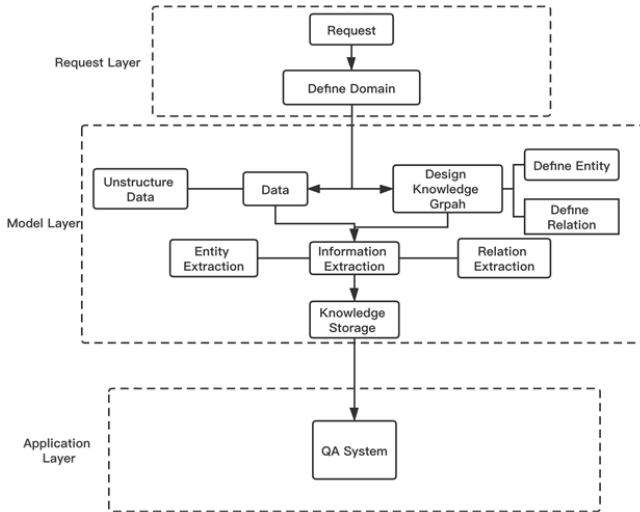 Request
Request Layer
Define Domain
Unstructure
Data
Data
Design
Knowledge
Grpah
Define Entity
Define
Relation
Model Layer
Entity
Extraction
Information
Extraction
Relation
Extraction
Knowledge
Storage
Application
Layer
QA System